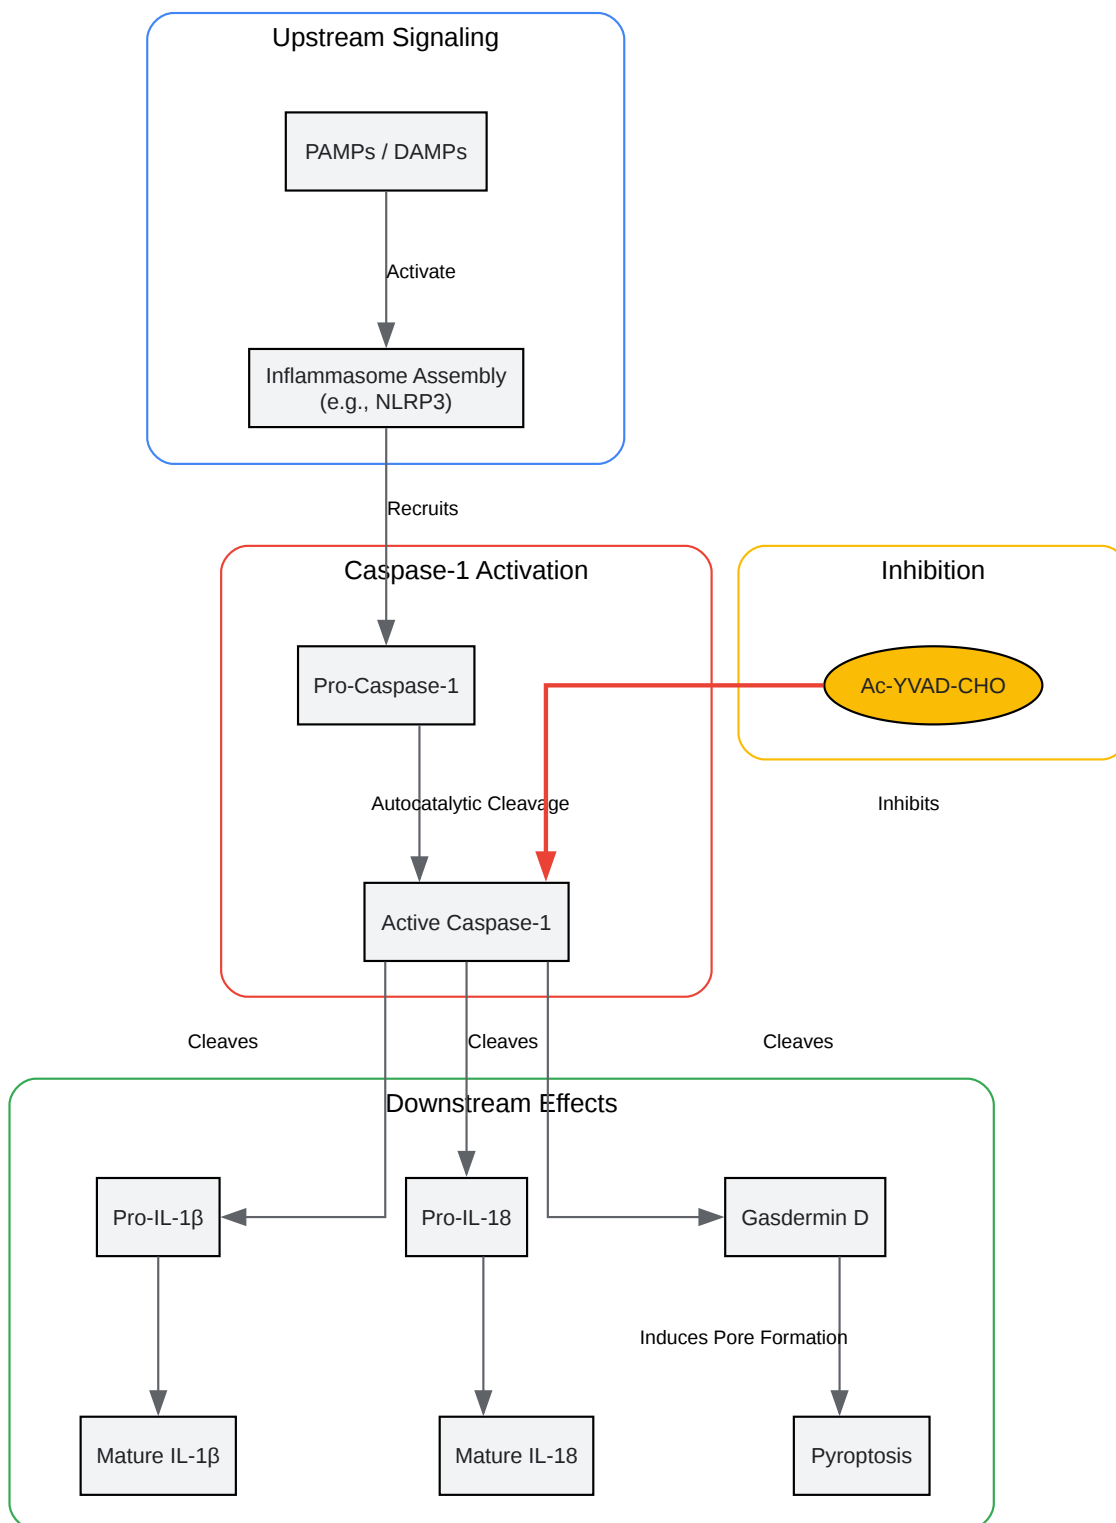 Upstream Signaling
PAMPs / DAMPs
Activate
Inflammasome Assembly
(e.g., NLRP3)
Recruits
Caspase-1 Activation
Inhibition
Pro-Caspase-1
Ac-YVAD-CHO
Autocatalytic Cleavage
Inhibits
Active Caspase-1
Cleaves
Cleaves
Cleaves
Downstream Effects
Pro-IL-1β
Pro-IL-18
Gasdermin D
Induces Pore Formation
Mature IL-1β
Mature IL-18
Pyroptosis